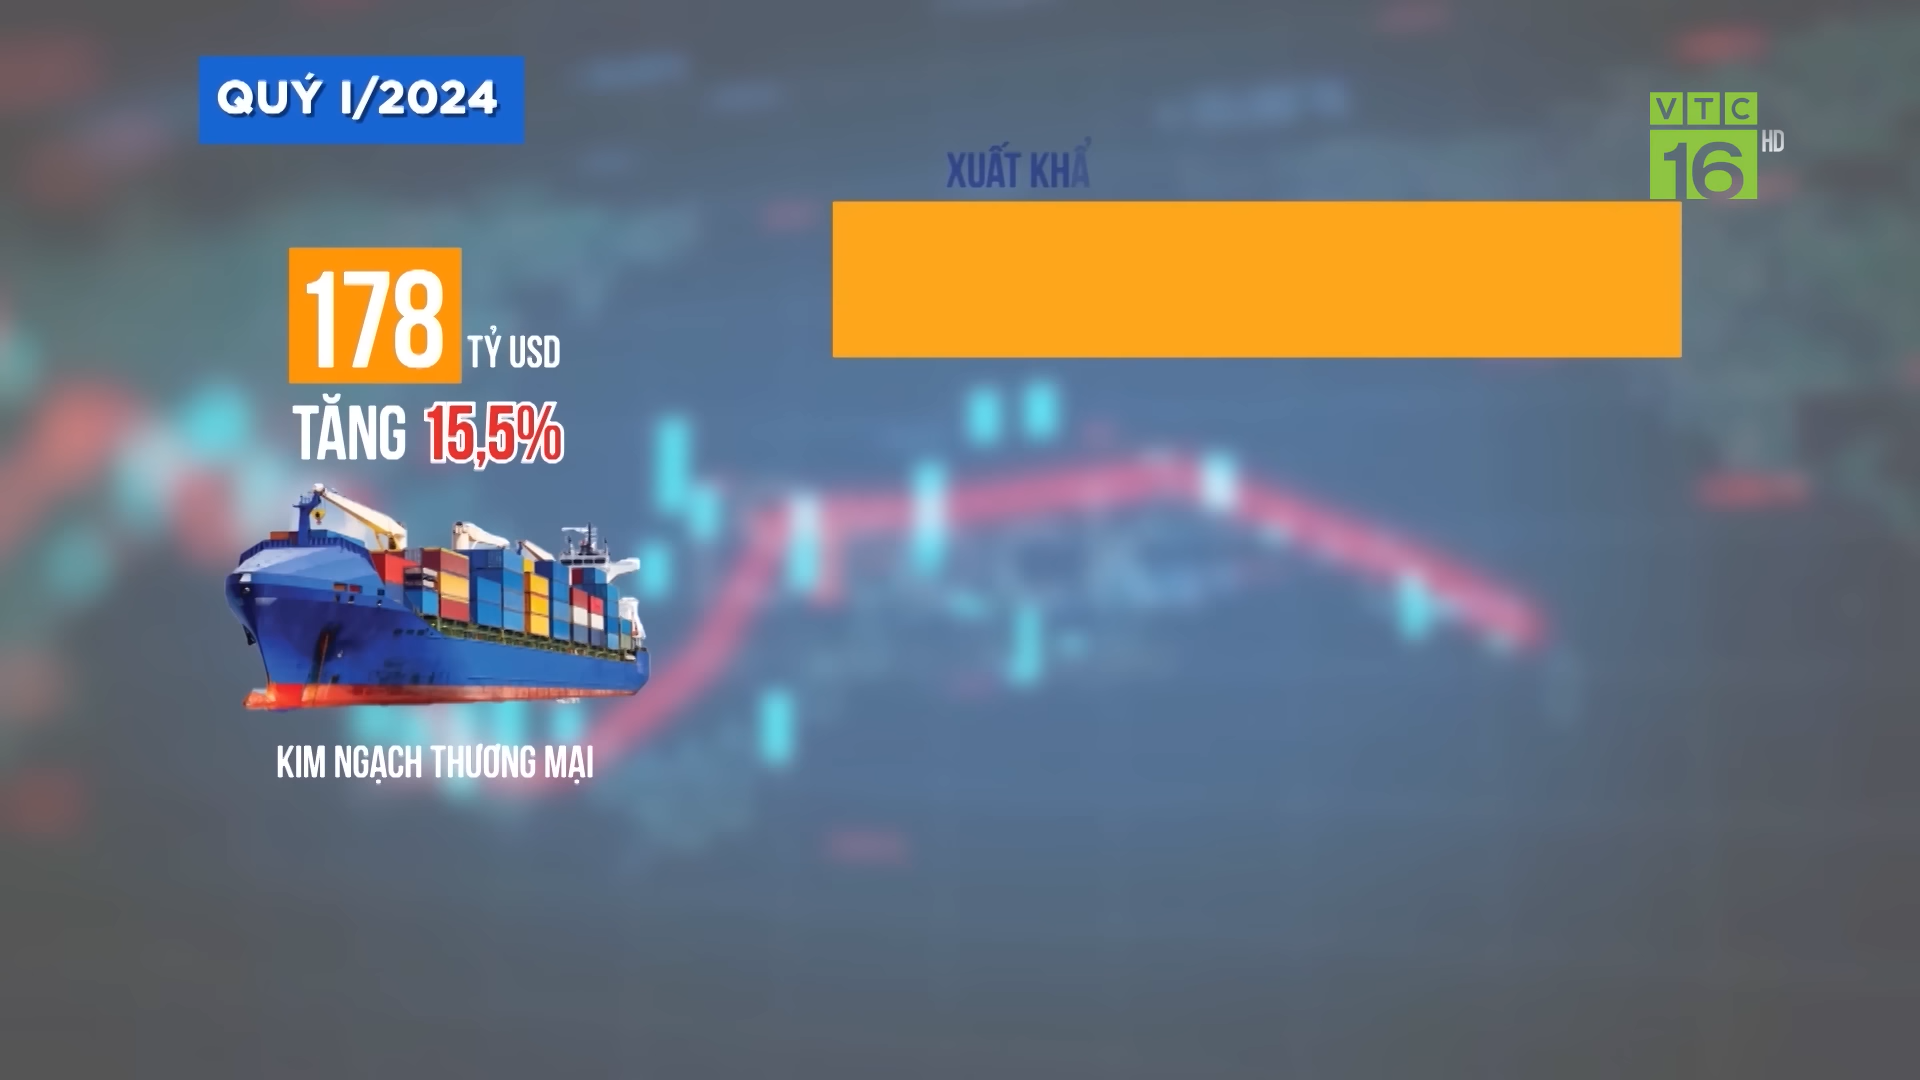 QUÝ I/2024
VTC
16 HD
XUẤT KHẨ
178 TỶ USD
TĂNG 15,5%
KIM NGẠCH THƯƠNG MẠI